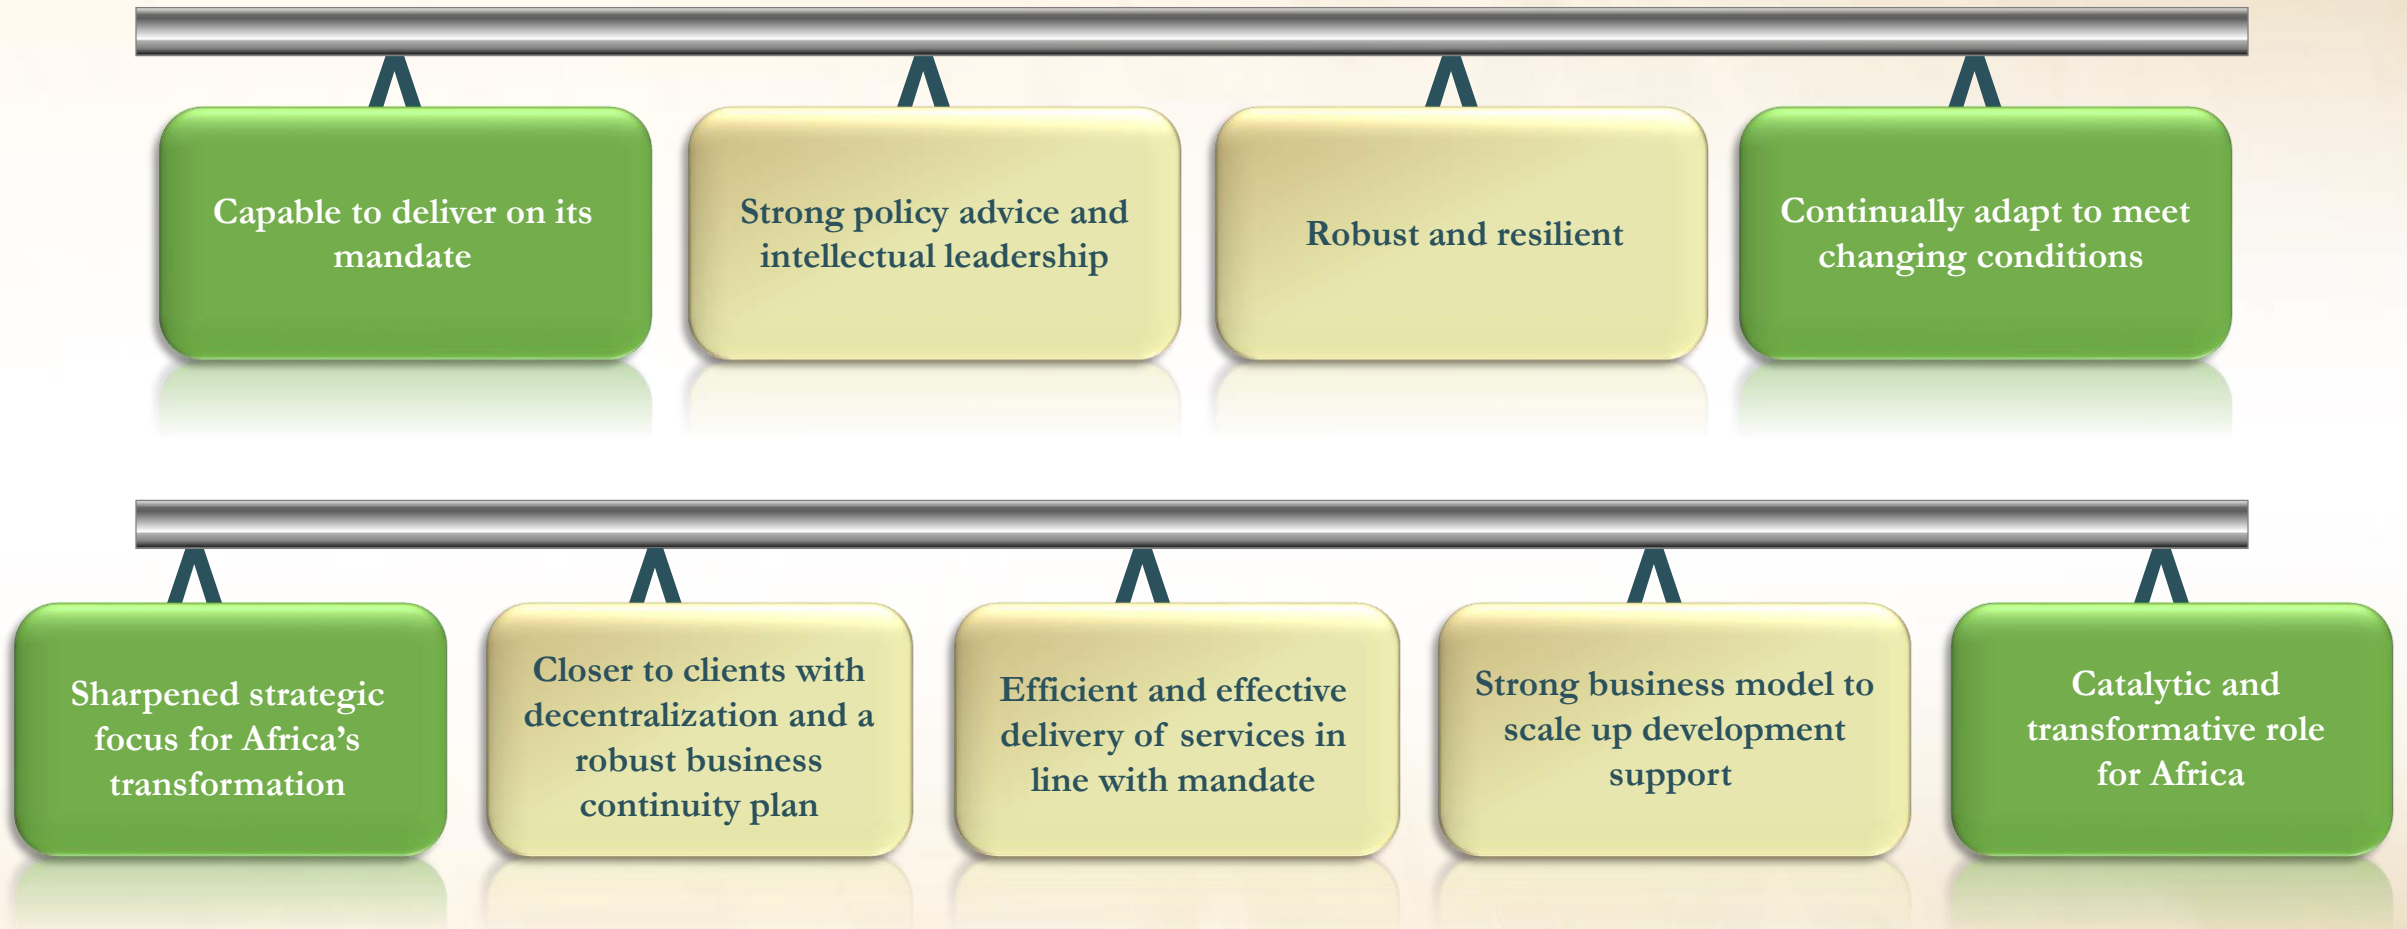 Capable to deliver on its
mandate
Strong policy advice and
intellectual leadership
Robust and resilient
Continually adapt to meet
changing conditions
Sharpened strategic
focus for Africa’s
transformation
Closer to clients with
decentralization and a
robust business
continuity plan
Efficient and effective
delivery of services in
line with mandate
Strong business model to
scale up development
support
Catalytic and
transformative role
for Africa